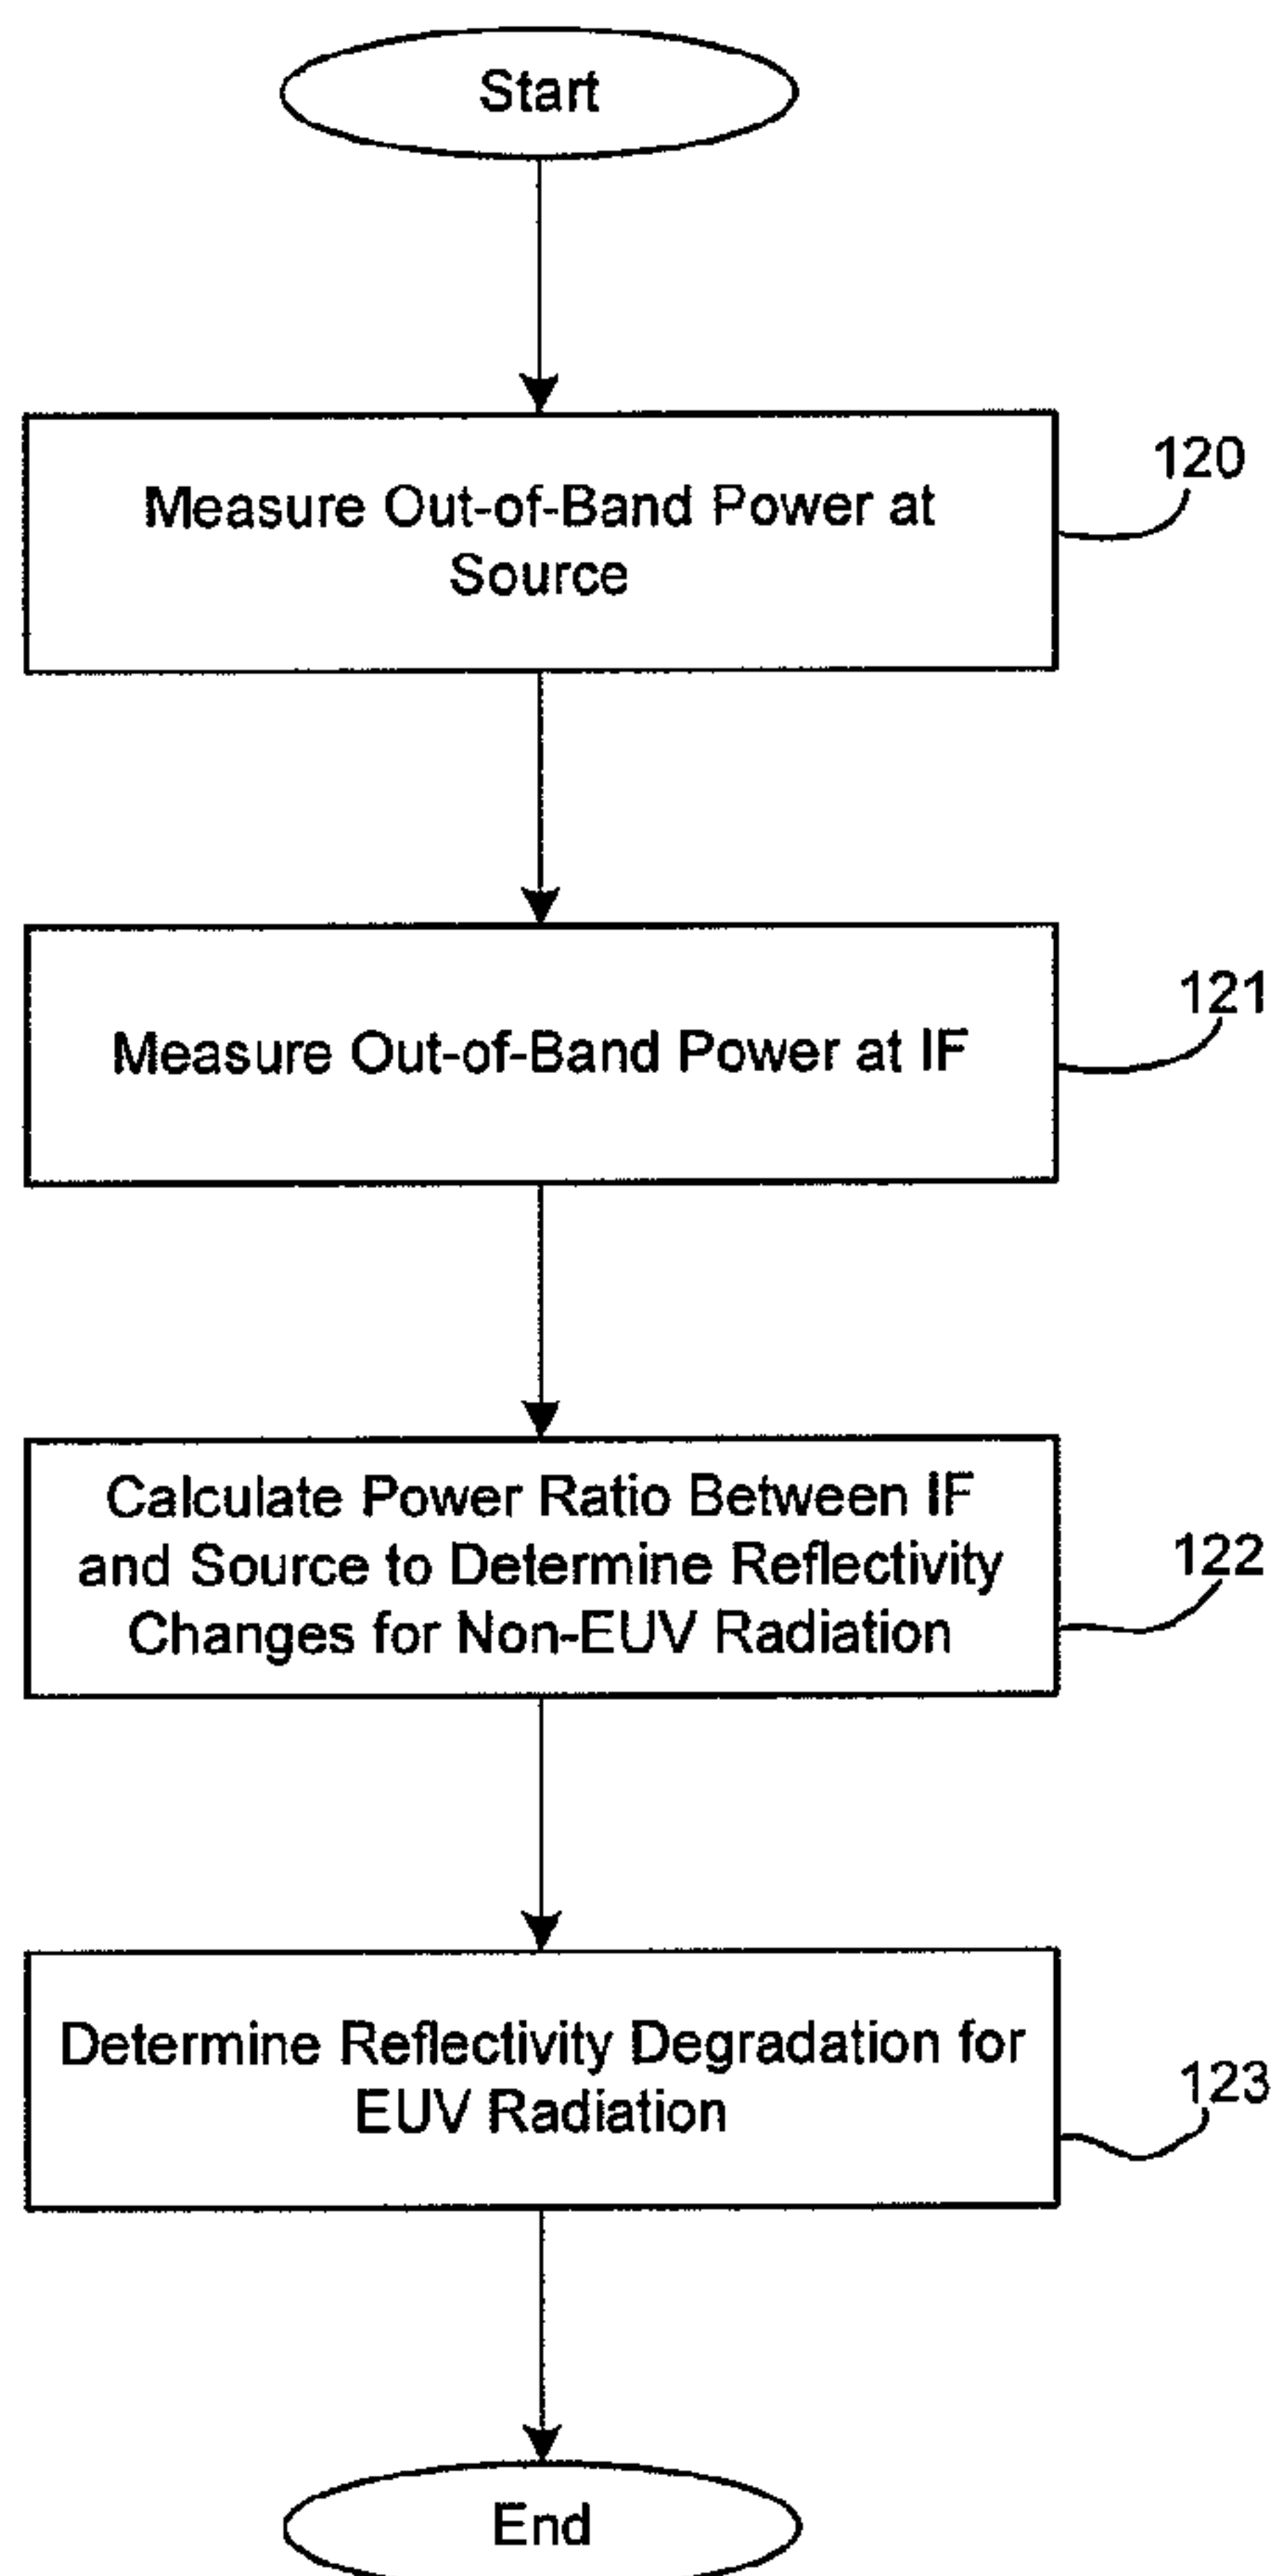 Start
Measure Out-of-Band Power at
Source
120
Measure Out-of-Band Power at IF
121
Calculate Power Ratio Between IF
and Source to Determine Reflectivity
Changes for Non-EUV Radiation
122
Determine Reflectivity Degradation for
EUV Radiation
123
End